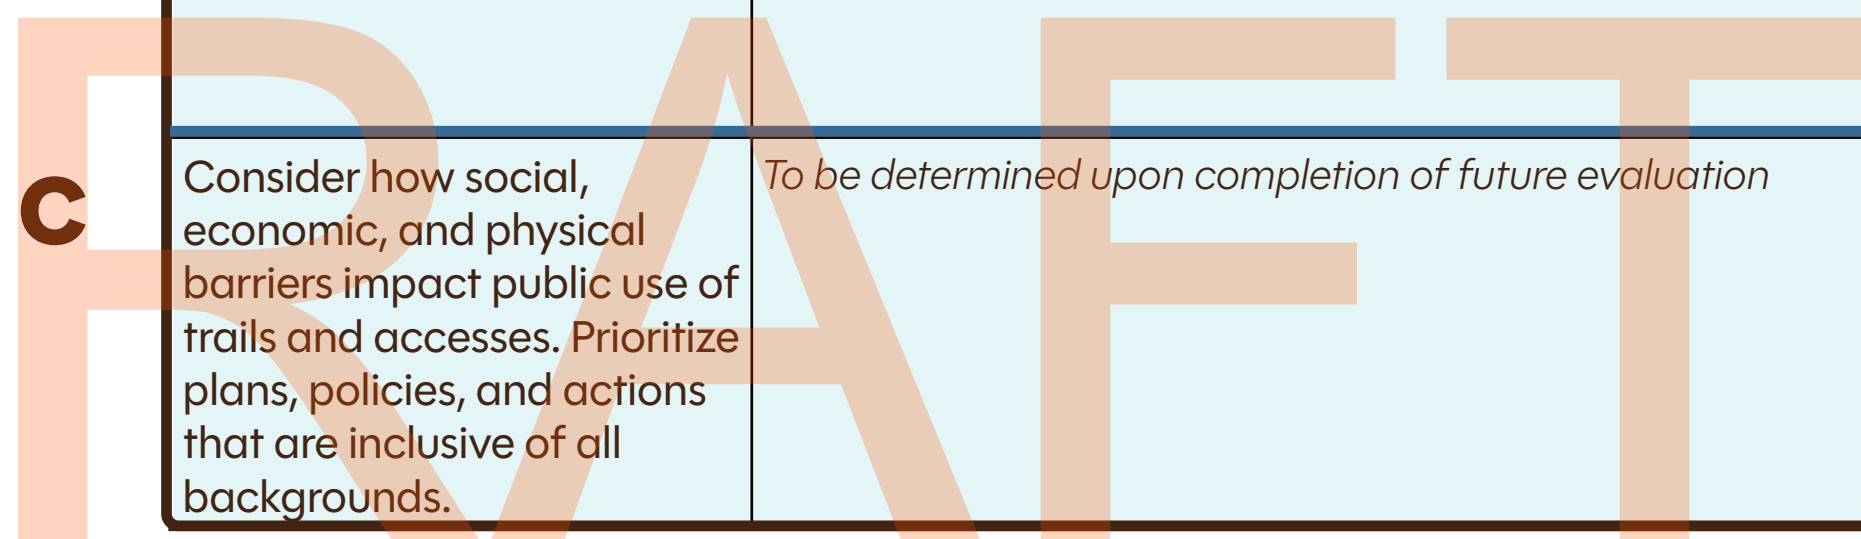 C
Consider how social,
economic, and physical
barriers impact public use of
trails and accesses. Prioritize
plans, policies, and actions
that are inclusive of all
backgrounds.
To be determined upon completion of future evaluation
RAFT